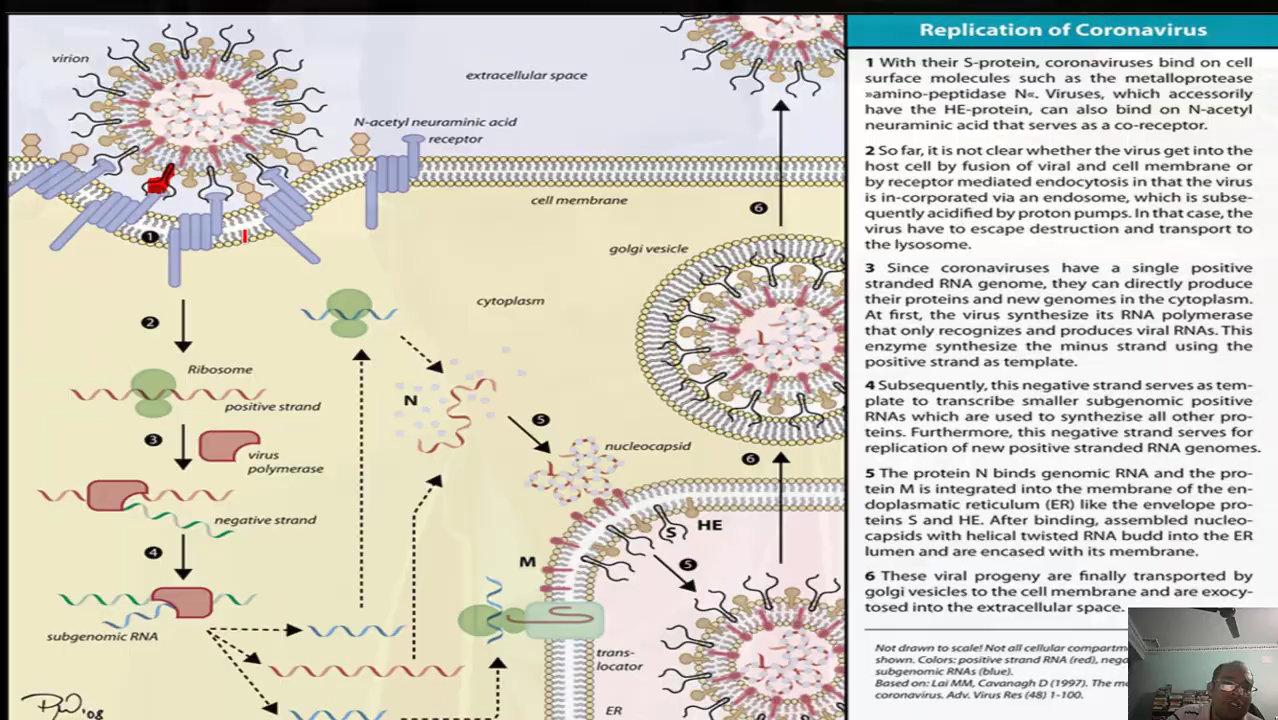 virion
extracellular space
N-acetyl neuraminic acid
receptor
cell membrane
1
6
golgi vesicle
cytoplasm
2
Ribosome
positive strand
N
5
3
virus
polymerase
nucleocapsid
6
negative strand
HE
S
4
M
5
subgenomic RNA
trans-
locator
ER
'08
Replication of Coronavirus
1 With their S-protein, coronaviruses bind on cell
surface molecules such as the metalloprotease
»amino-peptidase N«. Viruses, which accessorily
have the HE-protein, can also bind on N-acetyl
neuraminic acid that serves as a co-receptor.
2 So far, it is not clear whether the virus get into the
host cell by fusion of viral and cell membrane or
by receptor mediated endocytosis in that the virus
is in-corporated via an endosome, which is subse-
quently acidified by proton pumps. In that case, the
virus have to escape destruction and transport to
the lysosome.
3 Since coronaviruses have a single positive
stranded RNA genome, they can directly produce
their proteins and new genomes in the cytoplasm.
At first, the virus synthesize its RNA polymerase
that only recognizes and produces viral RNAs. This
enzyme synthesize the minus strand using the
positive strand as template.
4 Subsequently, this negative strand serves as tem-
plate to transcribe smaller subgenomic positive
RNAs which are used to synthezise all other pro-
teins. Furthermore, this negative strand serves for
replication of new positive stranded RNA genomes.
5 The protein N binds genomic RNA and the pro-
tein M is integrated into the membrane of the en-
doplasmatic reticulum (ER) like the envelope pro-
teins S and HE. After binding, assembled nucleo-
capsids with helical twisted RNA budd into the ER
lumen and are encased with its membrane.
6 These viral progeny are finally transported by
golgi vesicles to the cell membrane and are exocy-
tosed into the extracellular space.
Not drawn to scale! Not all cellular compartm
shown. Colors: positive strand RNA (red), nega
subgenomic RNAs (blue).
Based on: Lai MM, Cavanagh D (1997). The m
coronavirus. Adv. Virus Res (48) 1-100.